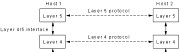 Host 1 Host 2
Layer 5 Layer 5 protocol Layer 5
Layer 4/5 interface
Layer 4 Layer 4 protocol Layer 4